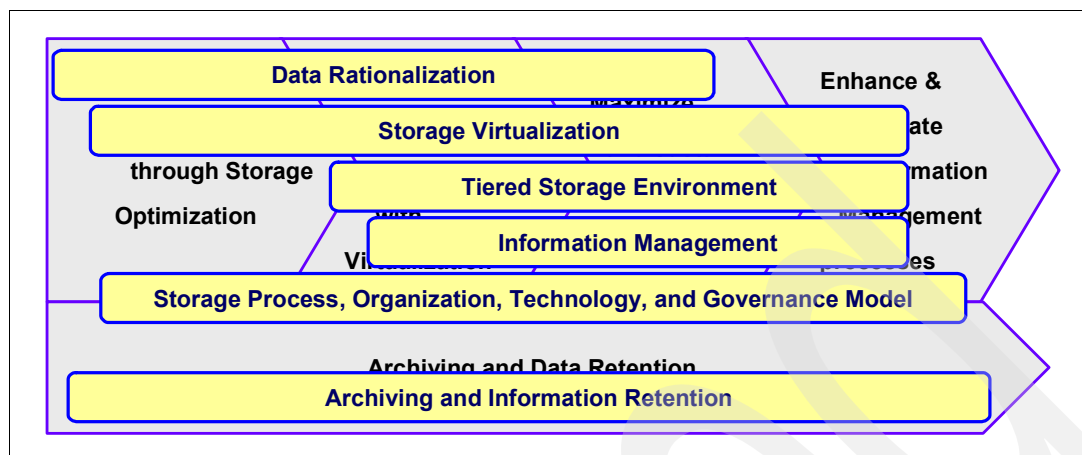 Data Rationalization
Enhance &
Storage Virtualization
through Storage
Tiered Storage Environment
Optimization
Management
Information Management
Storage Process, Organization, Technology, and Governance Model
Archiving and Data Retention
Archiving and Information Retention